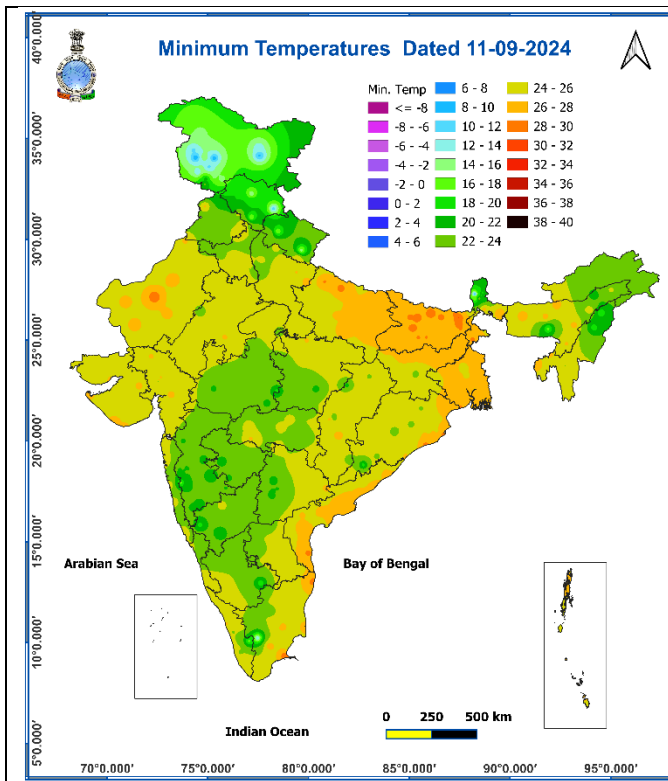 Minimum Temperatures Dated 11-09-2024
Min. Temp
<= -8
-8 - -6
-6 - -4
-4 - -2
-2 - 0
0 - 2
2 - 4
4 - 6
6 - 8
8 - 10
10 - 12
12 - 14
14 - 16
16 - 18
18 - 20
20 - 22
22 - 24
24 - 26
26 - 28
28 - 30
30 - 32
32 - 34
34 - 36
36 - 38
38 - 40
40°0.000'
35°0.000'
30°0.000'
25°0.000'
20°0.000'
15°0.000'
10°0.000'
5°0.000'
Arabian Sea
Bay of Bengal
Indian Ocean
0 250 500 km
70°0.000' 75°0.000' 80°0.000' 85°0.000' 90°0.000' 95°0.000'